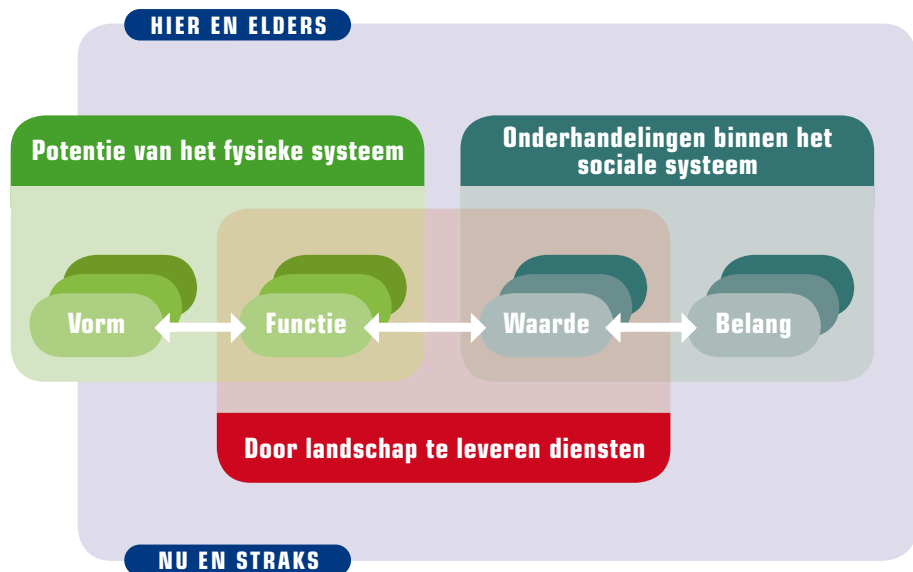 HIER EN ELDERS
Potentie van het fysieke systeem
Onderhandelingen binnen het
sociale systeem
Vorm
Functie
Waarde
Belang
Door landschap te leveren diensten
NU EN STRAKS